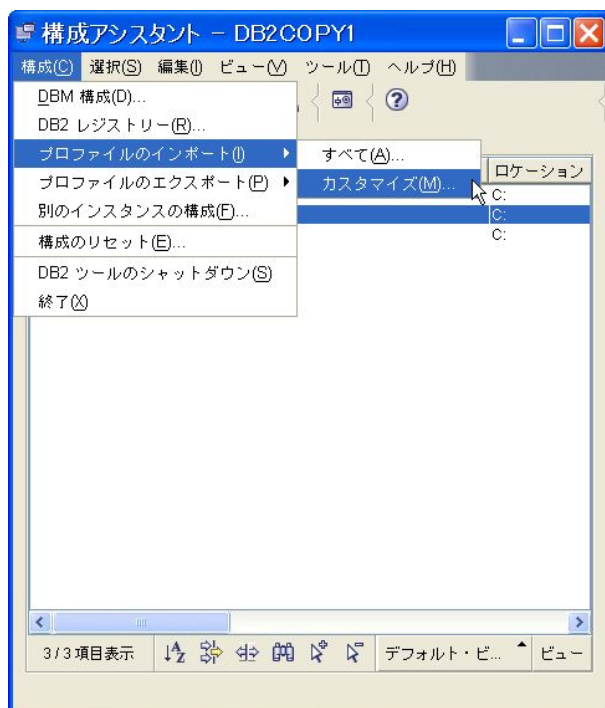 構成アシスタント - DB2COPY1
構成(C) 選択(S) 編集(I) ビュー(V) ツール(T) ヘルプ(H)
DBM 構成(D)...
DB2 レジストリー(R)...
プロファイルのインポート(I)
すべて(A)...
カスタマイズ(M)...
プロファイルのエクスポート(P)
別のインスタンスの構成(F)...
構成のリセット(E)...
DB2 ツールのシャットダウン(S)
終了(X)
ロケーション
C:
C:
C:
3/3項目表示
デフォルト・ビ...
ビュー